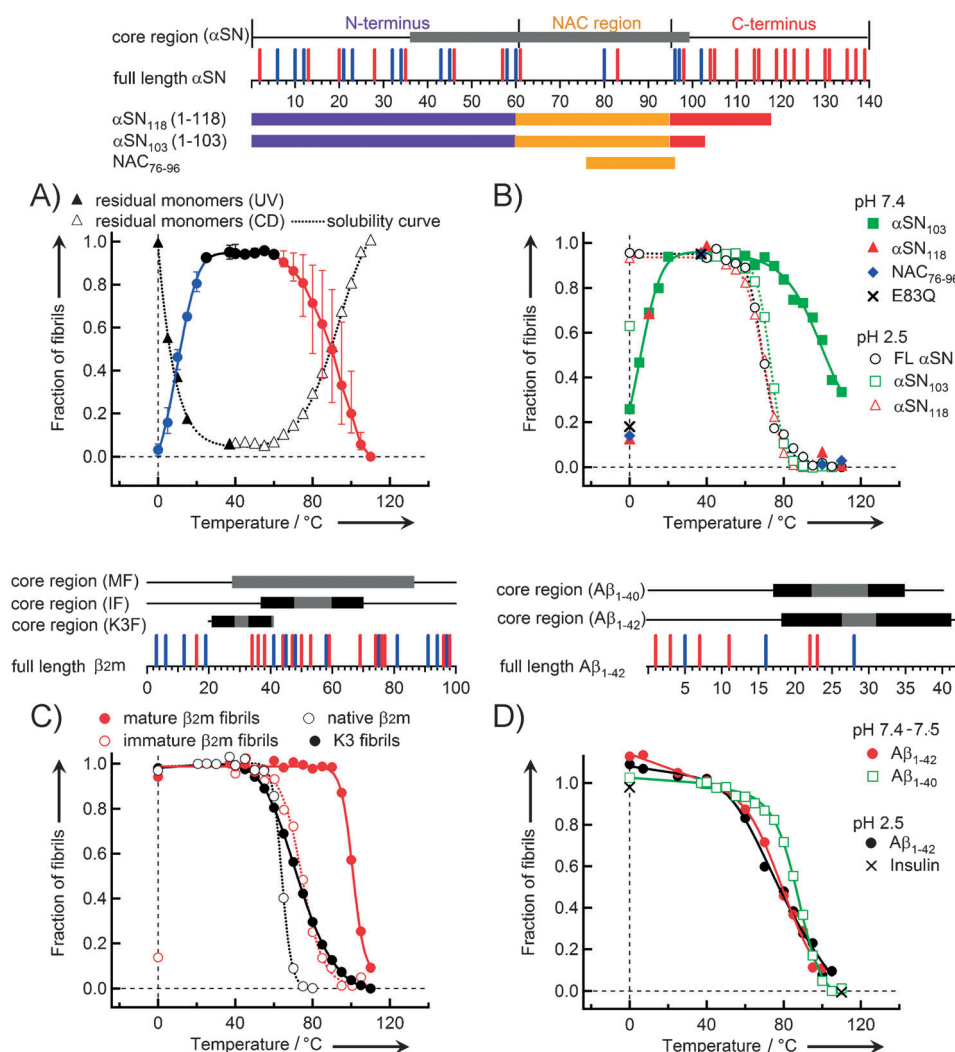 N-terminus NAC region C-terminus
core region (αSN)
full length αSN
10 20 30 40 50 60 70 80 90 100 110 120 130 140
αSN118 (1-118)
αSN103 (1-103)
NAC76-96
A)
▲ residual monomers (UV)
△ residual monomers (CD) solubility curve
Fraction of fibrils
1.0
0.8
0.6
0.4
0.2
0.0
0 40 80 120
Temperature / °C
B)
Fraction of fibrils
1.0
0.8
0.6
0.4
0.2
0.0
0 40 80 120
Temperature / °C
pH 7.4
αSN103
αSN118
NAC76-96
E83Q
pH 2.5
FL αSN
αSN103
αSN118
core region (MF)
core region (IF)
core region (K3F)
full length β2m
0 20 40 60 80 100
core region (Aβ1-40)
core region (Aβ1-42)
full length Aβ1-42
5 10 15 20 25 30 35 40
C)
mature β2m fibrils native β2m
immature β2m fibrils K3 fibrils
Fraction of fibrils
1.0
0.8
0.6
0.4
0.2
0.0
0 40 80 120
Temperature / °C
D)
Fraction of fibrils
1.0
0.8
0.6
0.4
0.2
0.0
0 40 80 120
Temperature / °C
pH 7.4-7.5
Aβ1-42
Aβ1-40
pH 2.5
Aβ1-42
Insulin